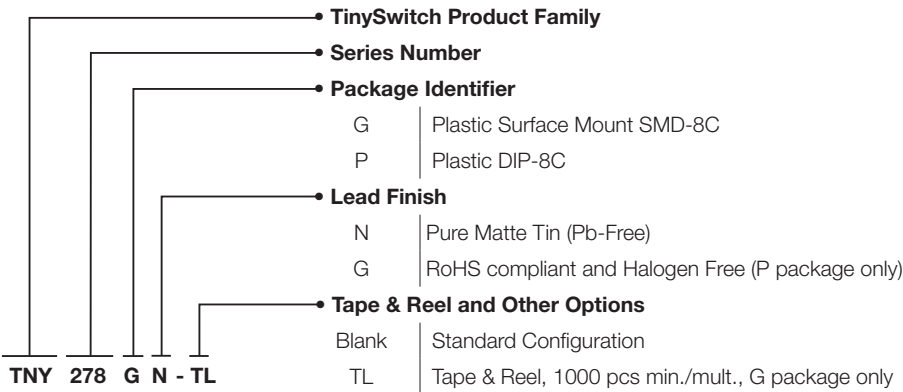 • TinySwitch Product Family
• Series Number
• Package Identifier
G Plastic Surface Mount SMD-8C
P Plastic DIP-8C
• Lead Finish
N Pure Matte Tin (Pb-Free)
G RoHS compliant and Halogen Free (P package only)
• Tape & Reel and Other Options
Blank Standard Configuration
TNY 278 G N - TL
TL Tape & Reel, 1000 pcs min./mult., G package only